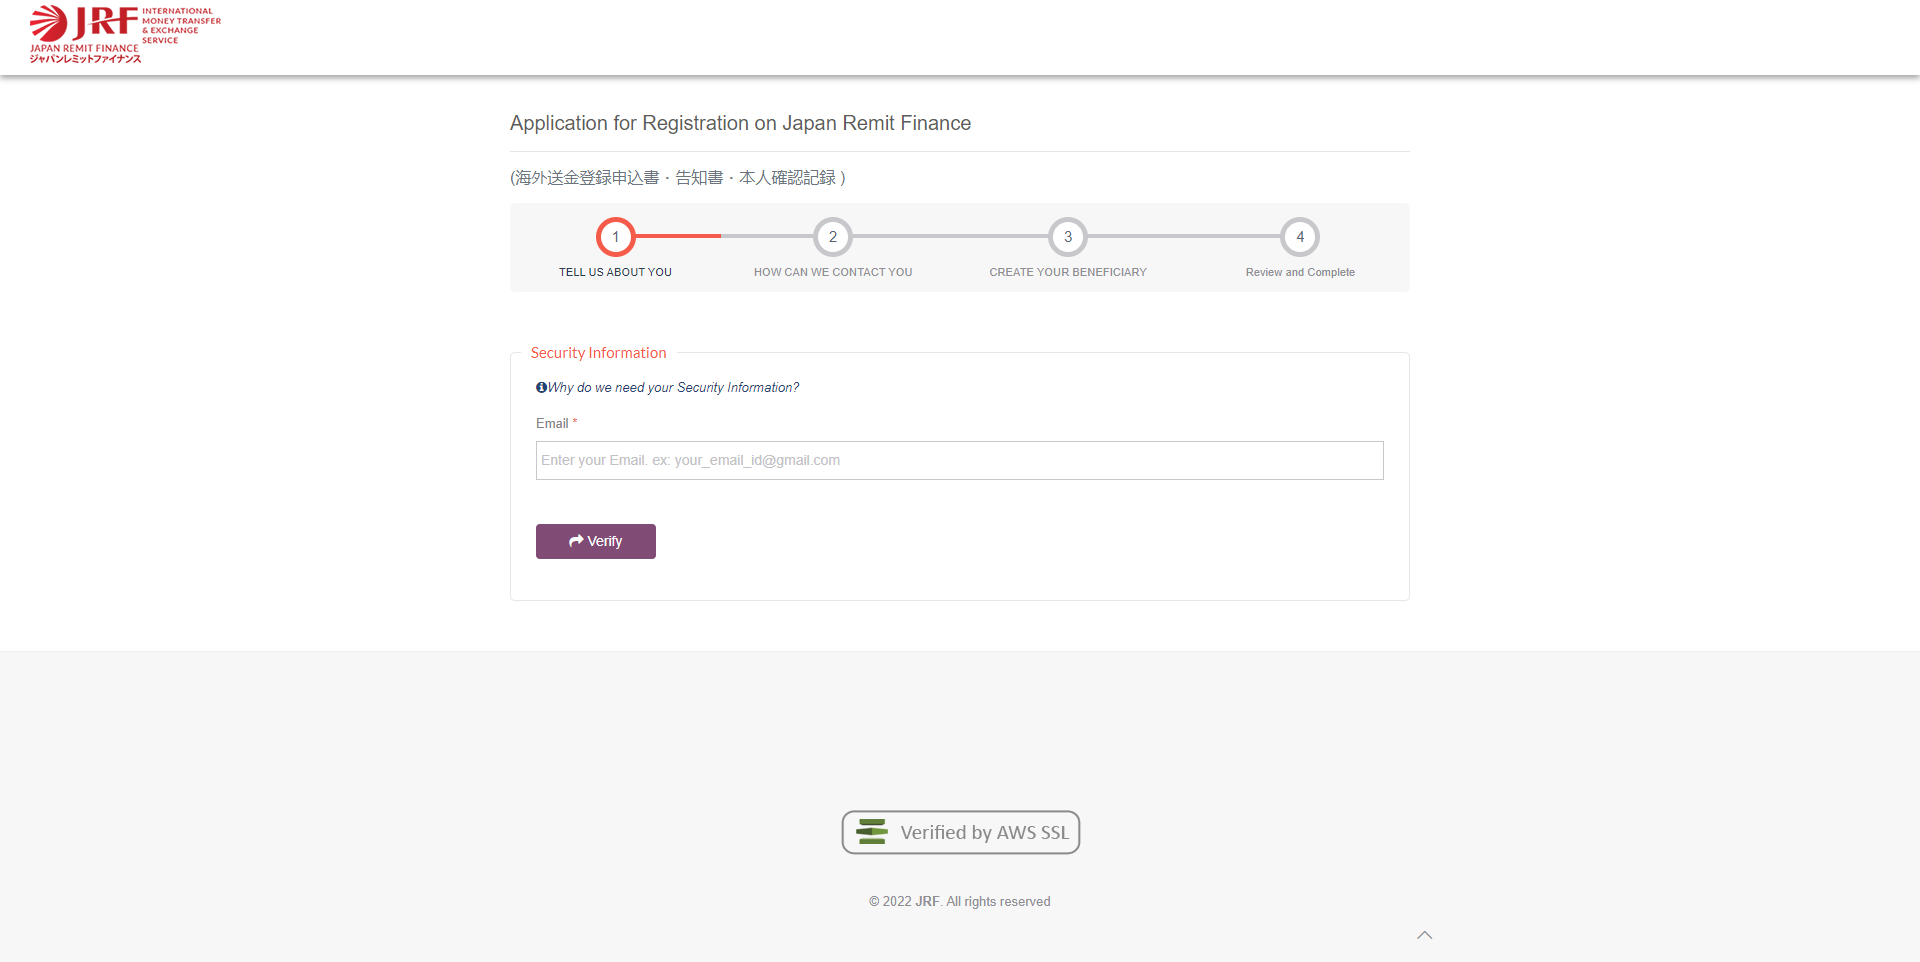 JRF
INTERNATIONAL
MONEY TRANSFER
& EXCHANGE
SERVICE
JAPAN REMIT FINANCE
ジャパンレミットファイナンス
Application for Registration on Japan Remit Finance
(海外送金登録申込書・告知書・本人確認記録 )
1
2
3
4
TELL US ABOUT YOU
HOW CAN WE CONTACT YOU
CREATE YOUR BENEFICIARY
Review and Complete
Security Information
Why do we need your Security Information?
Email *
Enter your Email. ex: your_email_id@gmail.com
Verify
Verified by AWS SSL
© 2022 JRF. All rights reserved